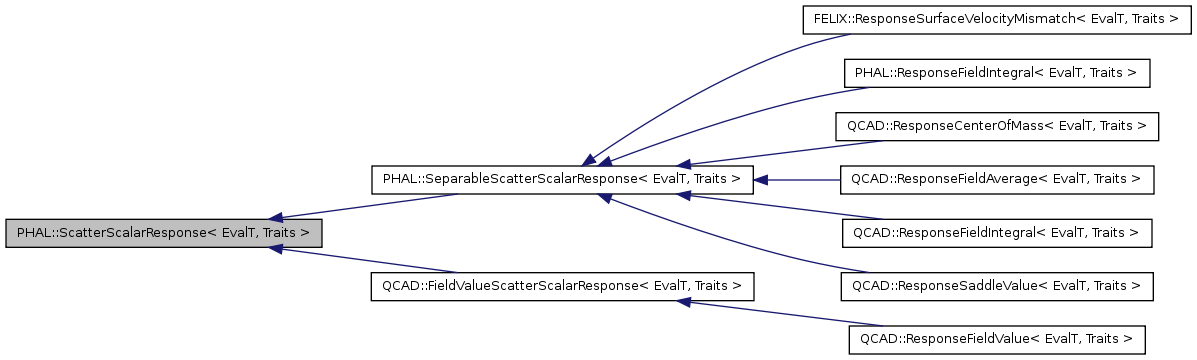 FELIX::ResponseSurfaceVelocityMismatch< EvalT, Traits >
PHAL::ResponseFieldIntegral< EvalT, Traits >
QCAD::ResponseCenterOfMass< EvalT, Traits >
PHAL::SeparableScatterScalarResponse< EvalT, Traits >
QCAD::ResponseFieldAverage< EvalT, Traits >
PHAL::ScatterScalarResponse< EvalT, Traits >
QCAD::ResponseFieldIntegral< EvalT, Traits >
QCAD::FieldValueScatterScalarResponse< EvalT, Traits >
QCAD::ResponseSaddleValue< EvalT, Traits >
QCAD::ResponseFieldValue< EvalT, Traits >